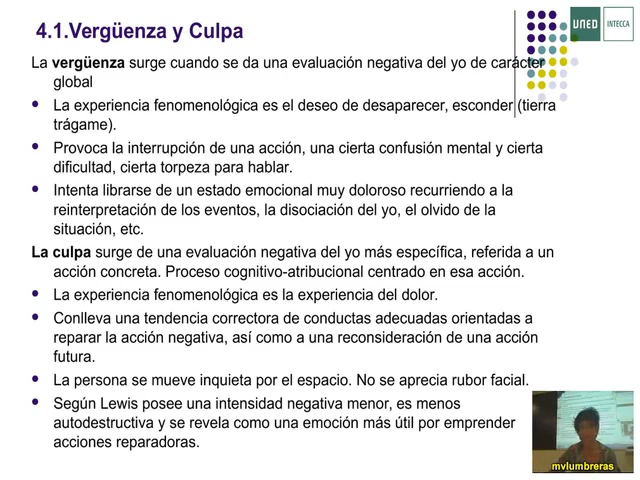 4.1.Vergüenza y Culpa
UNED
INTECCA
La vergüenza surge cuando se da una evaluación negativa del yo de carácter
global
La experiencia fenomenológica es el deseo de desaparecer, esconder (tierra
trágame).
Provoca la interrupción de una acción, una cierta confusión mental y cierta
dificultad, cierta torpeza para hablar.
Intenta librarse de un estado emocional muy doloroso recurriendo a la
reinterpretación de los eventos, la disociación del yo, el olvido de la
situación, etc.
La culpa surge de una evaluación negativa del yo más específica, referida a un
acción concreta. Proceso cognitivo-atribucional centrado en esa acción.
La experiencia fenomenológica es la experiencia del dolor.
Conlleva una tendencia correctora de conductas adecuadas orientadas a
reparar la acción negativa, así como a una reconsideración de una acción
futura.
La persona se mueve inquieta por el espacio. No se aprecia rubor facial.
Según Lewis posee una intensidad negativa menor, es menos
autodestructiva y se revela como una emoción más útil por emprender
acciones reparadoras.
mvlumbreras